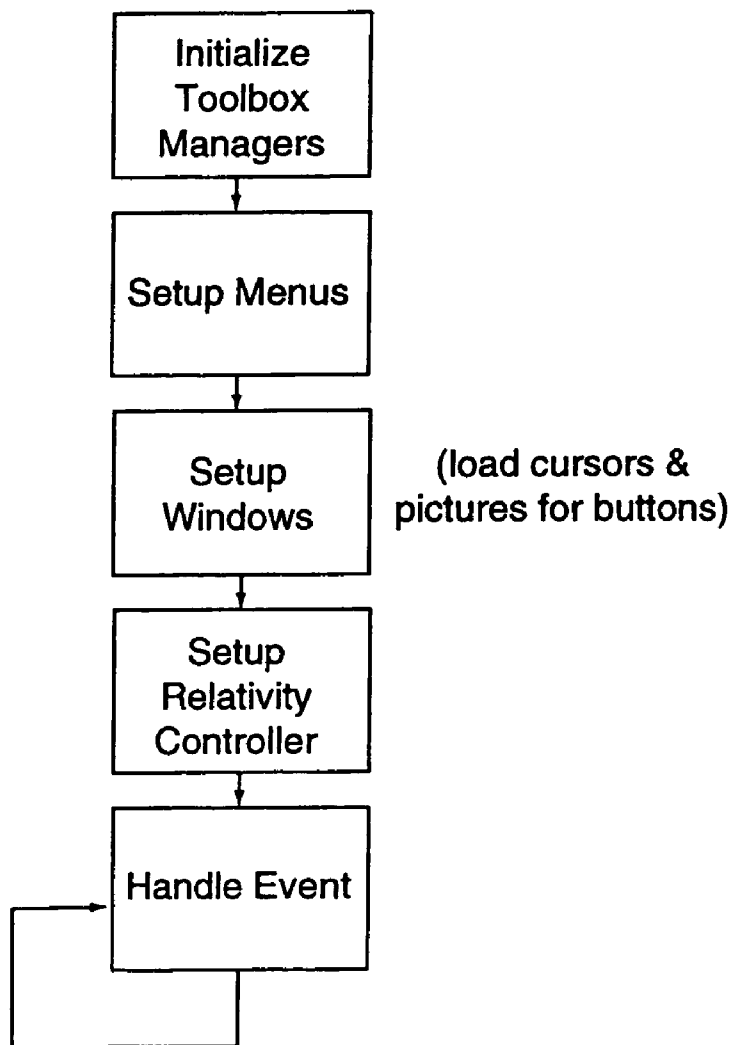 Initialize
Toolbox
Managers
Setup Menus
Setup
Windows
(load cursors &
pictures for buttons)
Setup
Relativity
Controller
Handle Event